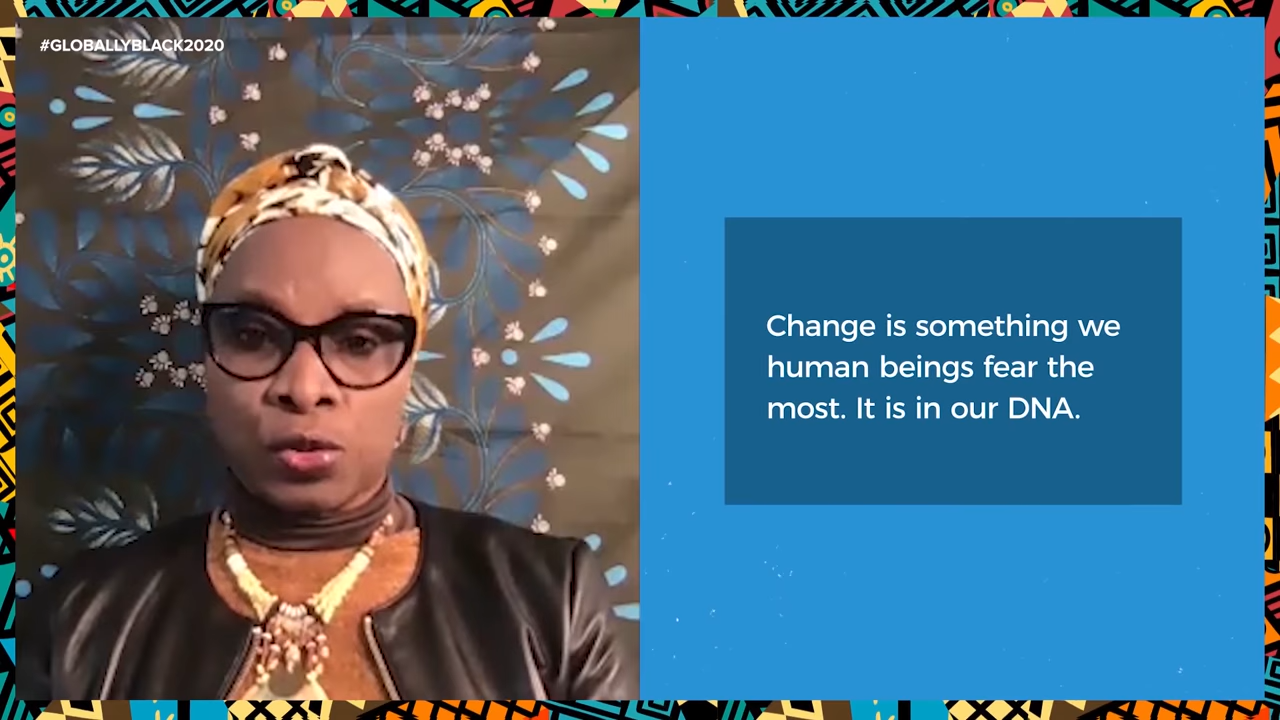 #GLOBALLYBLACK2020
Change is something we
human beings fear the
most. It is in our DNA.